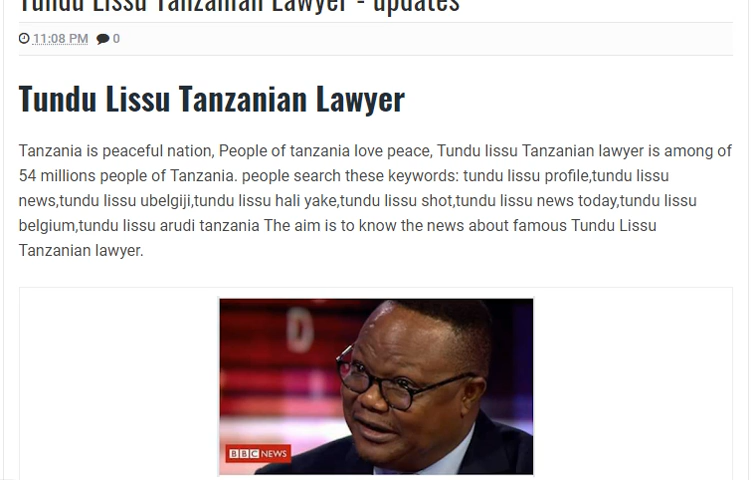 Tundu Lissu Tanzanian Lawyer - updates
11:08 PM 0
Tundu Lissu Tanzanian Lawyer
Tanzania is peaceful nation, People of tanzania love peace, Tundu lissu Tanzanian lawyer is among of
54 millions people of Tanzania. people search these keywords: tundu lissu profile,tundu lissu
news,tundu lissu ubelgiji,tundu lissu hali yake,tundu lissu shot,tundu lissu news today,tundu lissu
belgium,tundu lissu arudi tanzania The aim is to know the news about famous Tundu Lissu
Tanzanian lawyer.
BBC NEWS